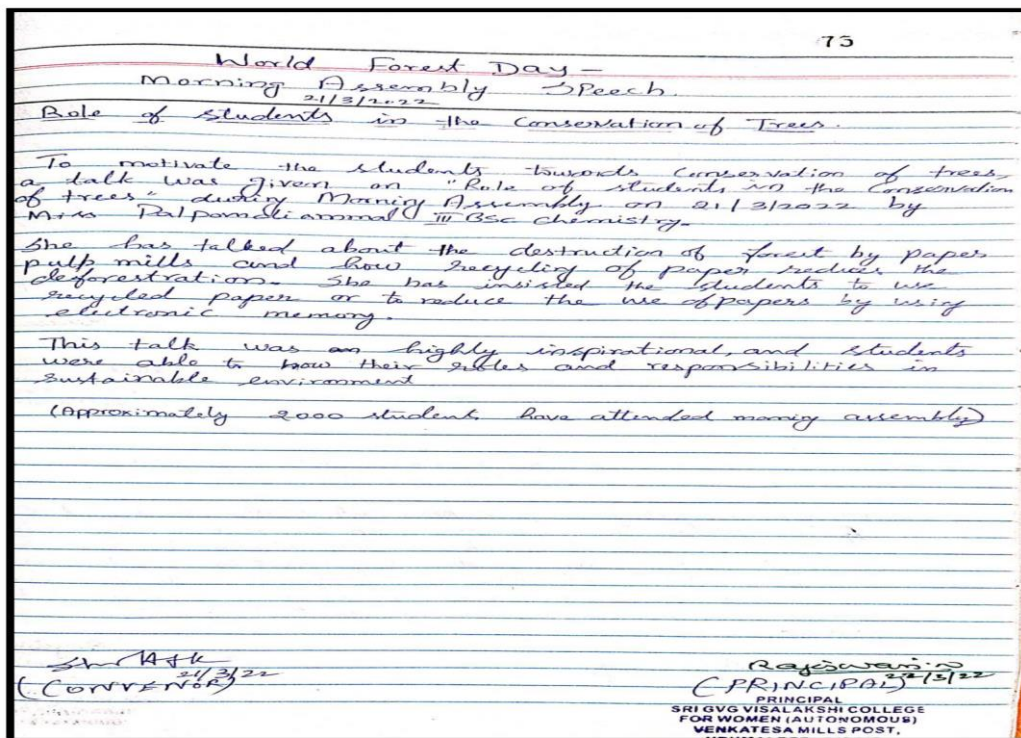 75
World Forest Day -
Morning Assembly Speech.
21/3/2022
Role of students in the Conservation of Trees.
To motivate the students towards conservation of trees,
a talk was given on "Role of students in the Conservation
of trees" during Morning Assembly on 21/3/2022 by
Miss III BSc chemistry.
She has talked about the destruction of forest by paper
pulp mills and how recycling of paper reduces the
deforestration. She has insisted the students to use
recycled paper or to reduce the use of papers by using
electronic memory.
This talk was an highly inspirational, and students
were able to know their roles and responsibilities in
sustainable environment
(Approximately 2000 student have attended morning assembly)
21/3/22
(CONVENOR)
22/3/22
(PRINCIPAL)
PRINCIPAL
SRI GVG VISALAKSHI COLLEGE
FOR WOMEN (AUTONOMOUS)
VENKATESA MILLS POST,